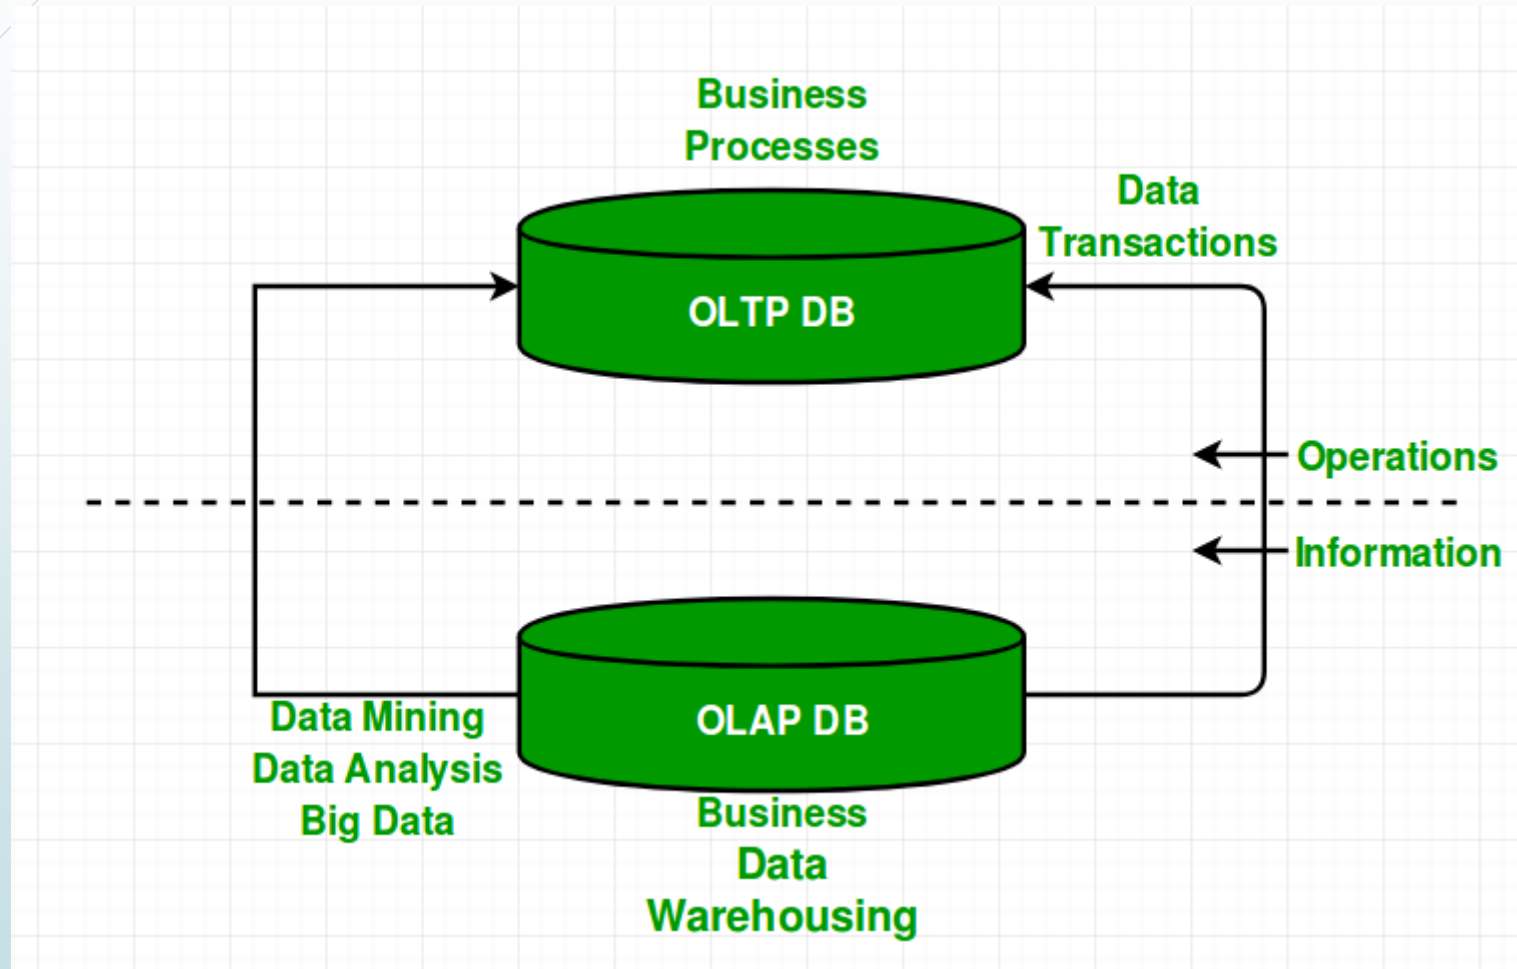 Business
Processes
Data
Transactions
OLTP DB
Operations
Information
OLAP DB
Data Mining
Data Analysis
Big Data
Business
Data
Warehousing